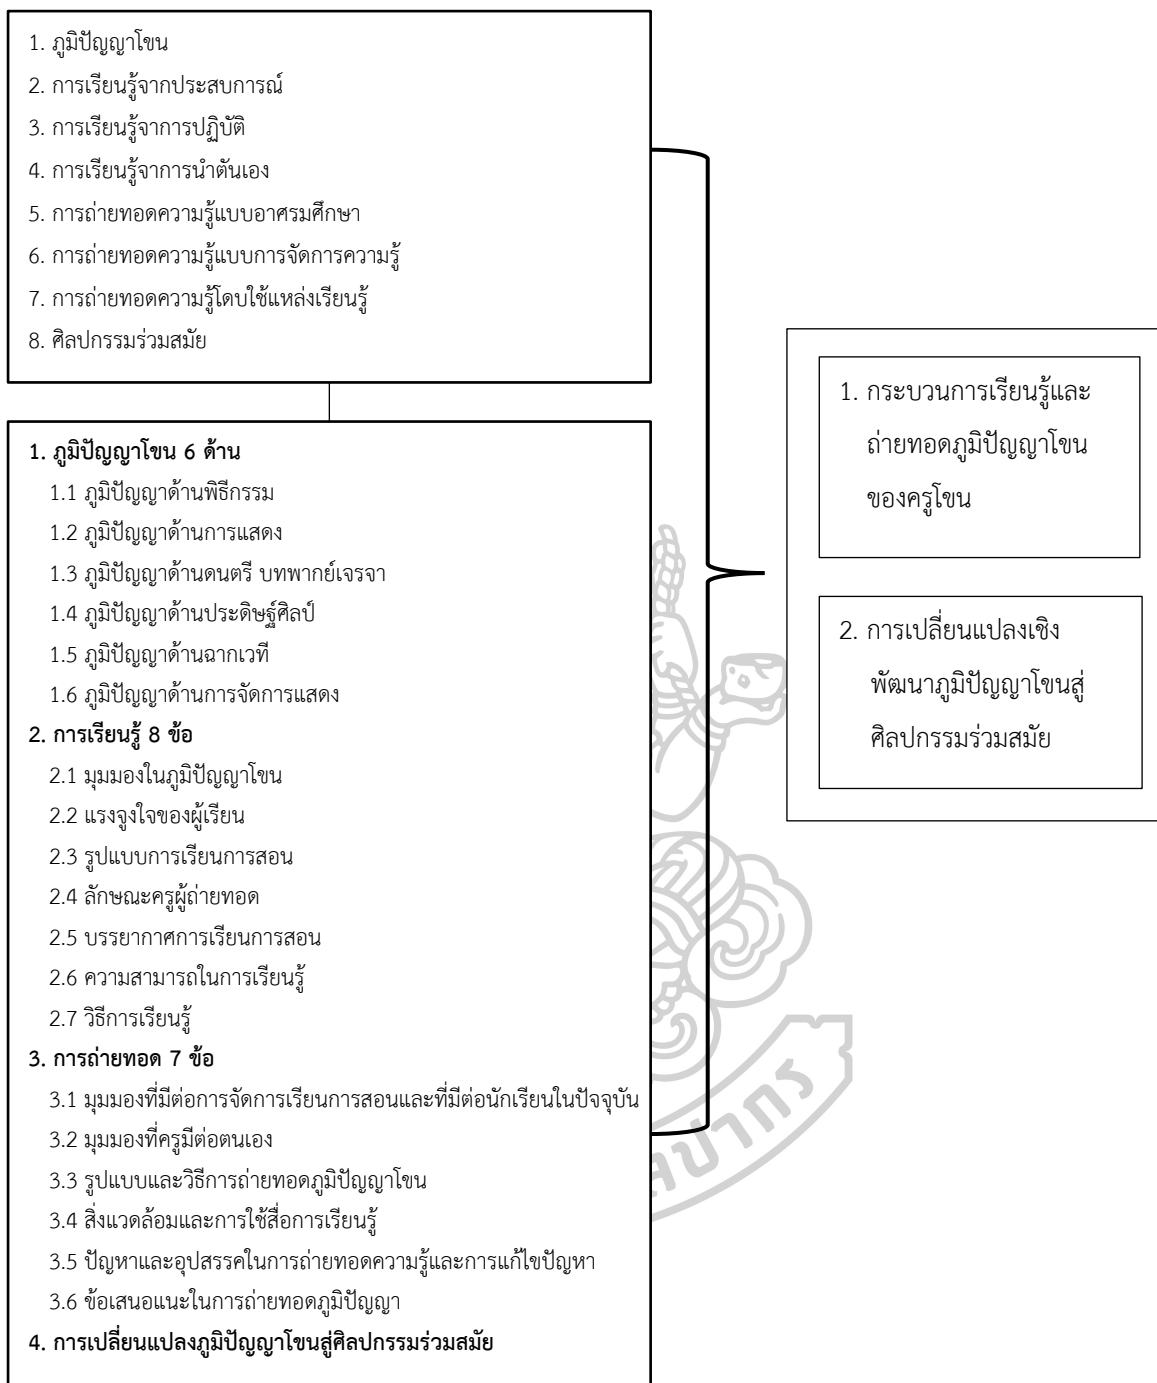 1. ภูมิปัญญาโขน
2. การเรียนรู้จากประสบการณ์
3. การเรียนรู้จาการปฏิบัติ
4. การเรียนรู้จาการนำตันเอง
5. การถ่ายทอดความรู้แบบอาศรมศึกษา
6. การถ่ายทอดความรู้แบบการจัดการความรู้
7. การถ่ายทอดความรู้โดบใช้แหล่งเรียนรู้
8. ศิลปกรรมร่วมสมัย
1. ภูมิปัญญาโขน 6 ด้าน
1.1 ภูมิปัญญาด้านพิธีกรรม
1.2 ภูมิปัญญาด้านการแสดง
1.3 ภูมิปัญญาด้านดนตรี บทพากย์เจรจา
1.4 ภูมิปัญญาด้านประดิษฐ์ศิลป์
1.5 ภูมิปัญญาด้านฉากเวที
1.6 ภูมิปัญญาด้านการจัดการแสดง
2. การเรียนรู้ 8 ข้อ
2.1 มุมมองในภูมิปัญญาโขน
2.2 แรงจูงใจของผู้เรียน
2.3 รูปแบบการเรียนการสอน
2.4 ลักษณะครูผู้ถ่ายทอด
2.5 บรรยากาศการเรียนการสอน
2.6 ความสามารถในการเรียนรู้
2.7 วิธีการเรียนรู้
3. การถ่ายทอด 7 ข้อ
3.1 มุมมองที่มีต่อการจัดการเรียนการสอนและที่มีต่อนักเรียนในปัจจุบัน
3.2 มุมมองที่ครูมีต่อตนเอง
3.3 รูปแบบและวิธีการถ่ายทอดภูมิปัญญาโขน
3.4 สิ่งแวดล้อมและการใช้สื่อการเรียนรู้
3.5 ปัญหาและอุปสรรคในการถ่ายทอดความรู้และการแก้ไขปัญหา
3.6 ข้อเสนอแนะในการถ่ายทอดภูมิปัญญา
4. การเปลี่ยนแปลงภูมิปัญญาโขนสู่ศิลปกรรมร่วมสมัย
1. กระบวนการเรียนรู้และ
ถ่ายทอดภูมิปัญญาโขน
ของครูโขน
2. การเปลี่ยนแปลงเชิง
พัฒนาภูมิปัญญาโขนสู่
ศิลปกรรมร่วมสมัย